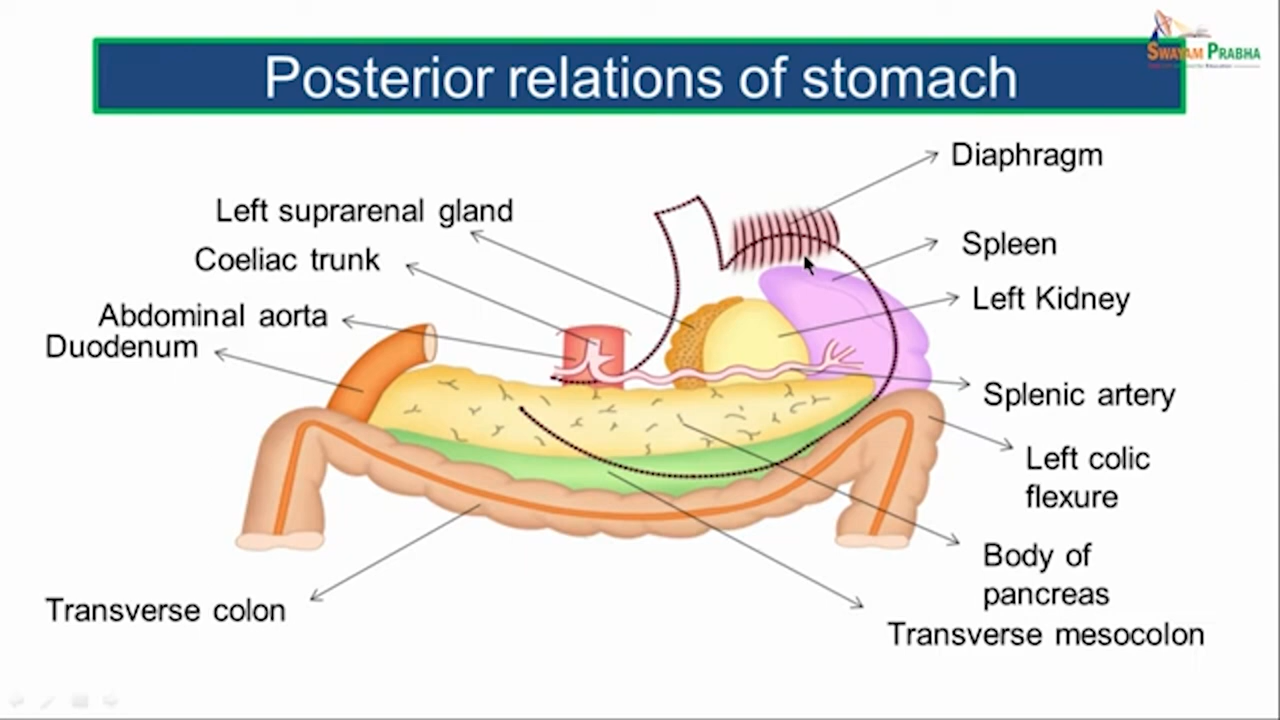 Posterior relations of stomach
SWAYAM PRABHA
Diaphragm
Left suprarenal gland
Spleen
Coeliac trunk
Left Kidney
Abdominal aorta
Duodenum
Splenic artery
Left colic
flexure
Body of
pancreas
Transverse colon
Transverse mesocolon